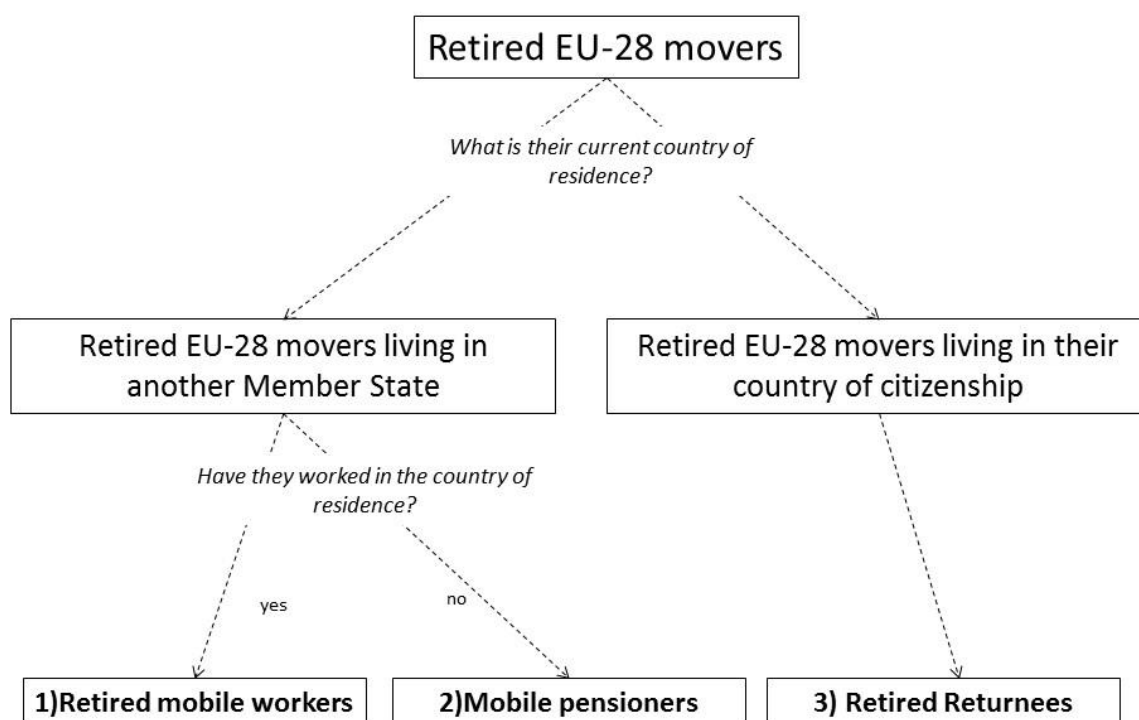 Retired EU-28 movers
What is their current country of
residence?
Retired EU-28 movers living in
another Member State
Retired EU-28 movers living in their
country of citizenship
Have they worked in the country of
residence?
yes
no
1)Retired mobile workers
2)Mobile pensioners
3) Retired Returnees